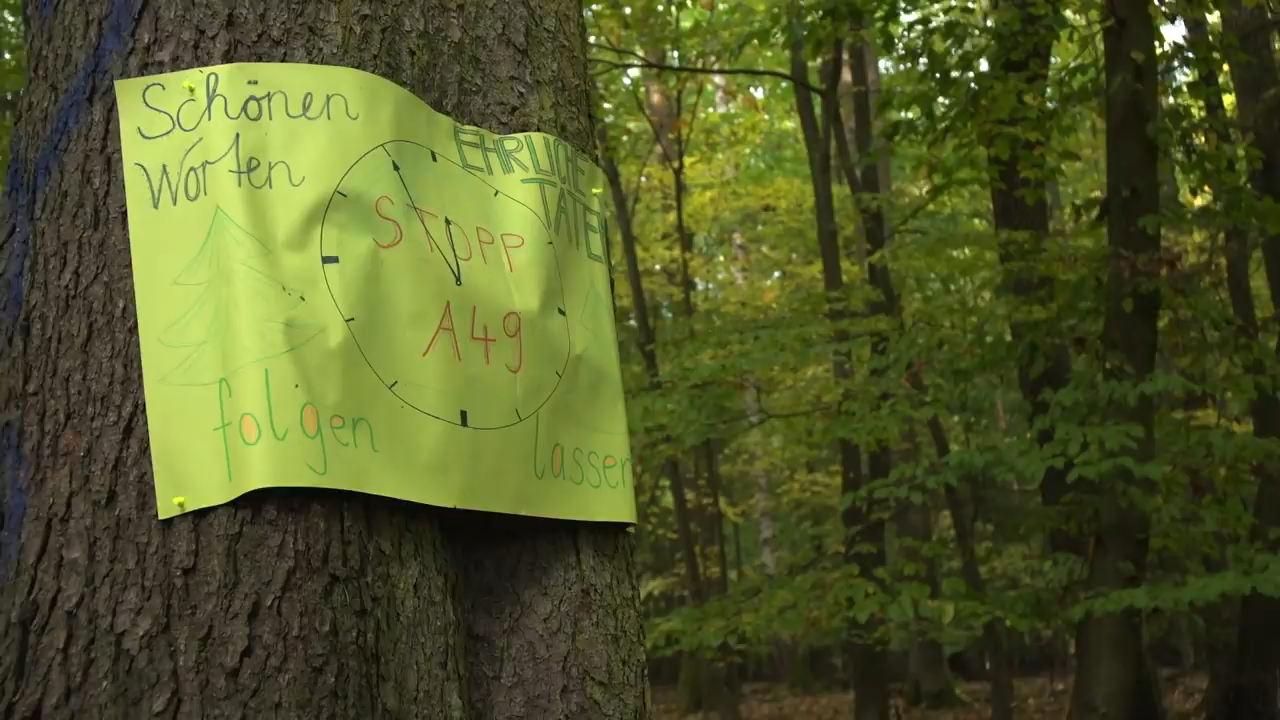 Schönen
Worten
EHRLICHE
TATEN
STOPP
A49
folgen
lassen